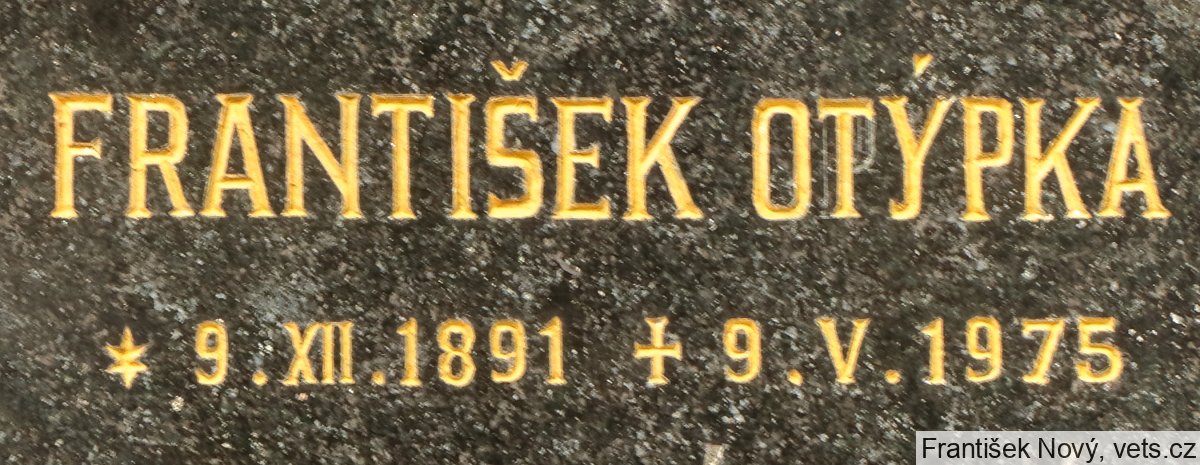 FRANTIŠEK OTÝPKA
* 9. XII. 1891 ✝ 9. V. 1975
František Nový, vets.cz